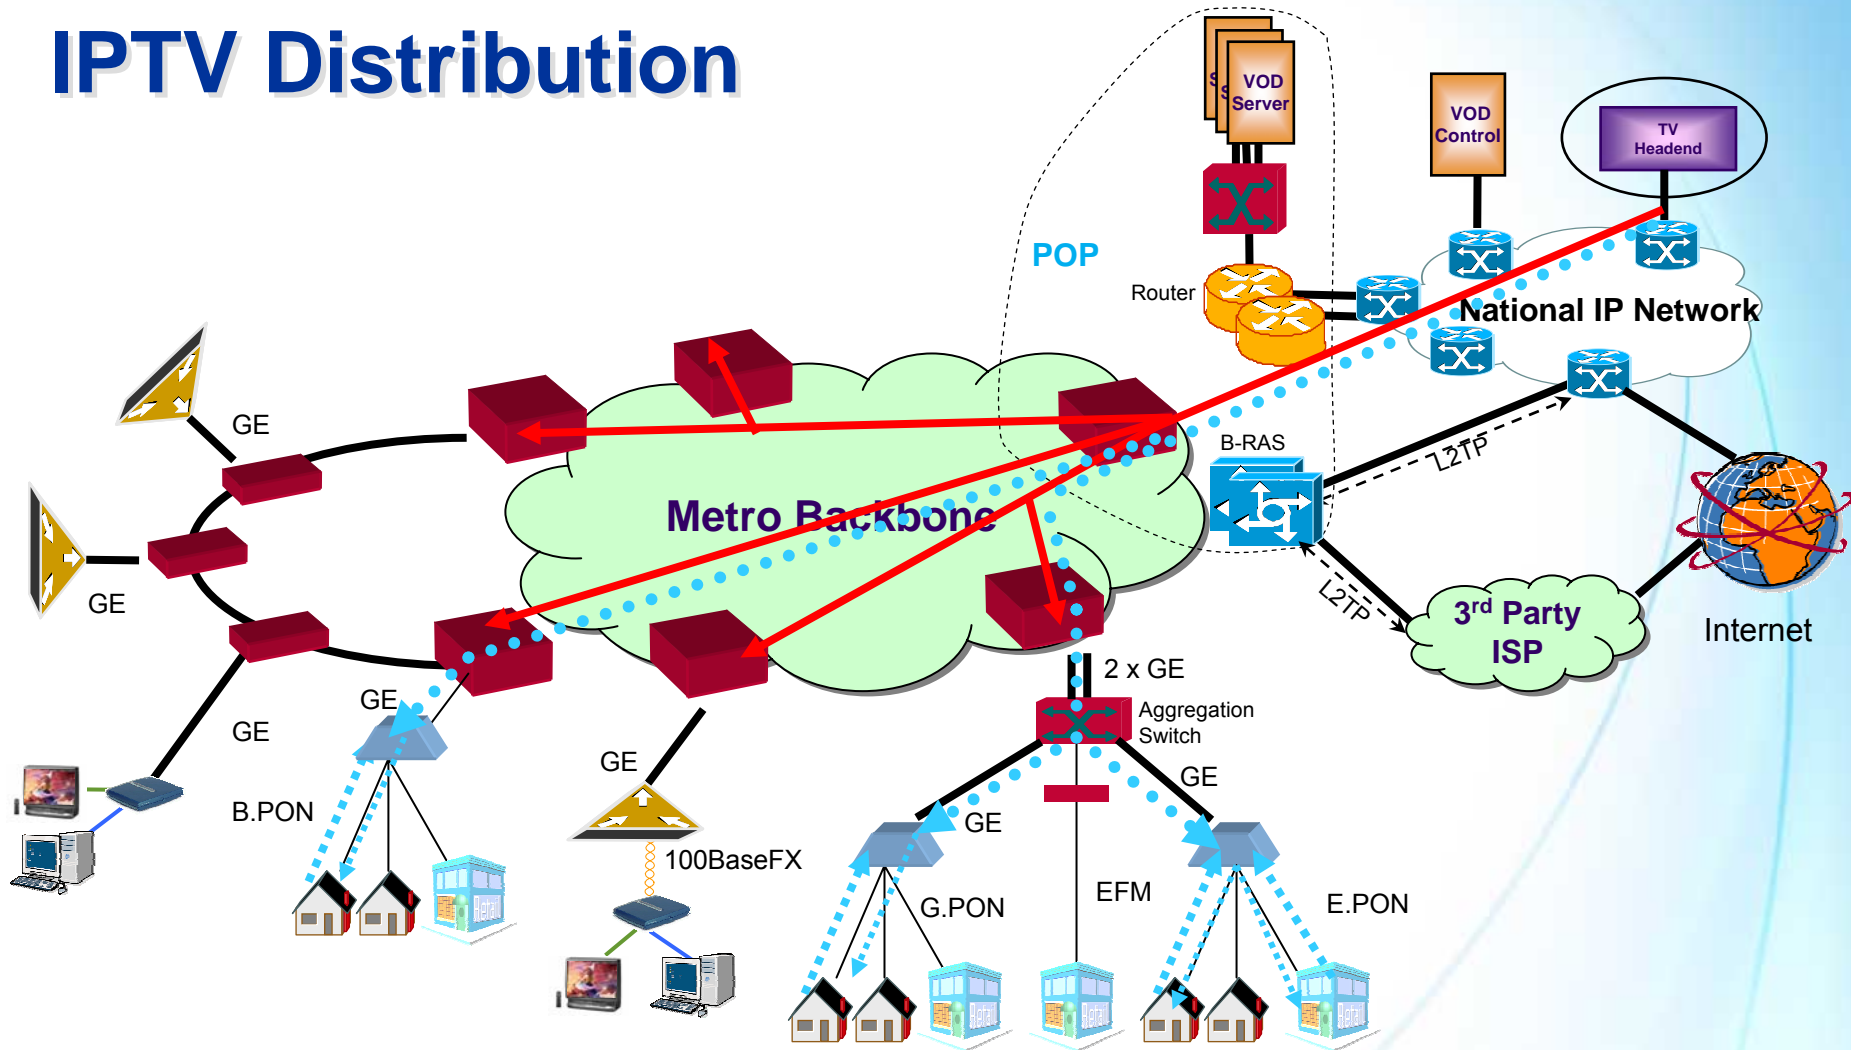 IPTV Distribution
S
S
VOD
Server
VOD
Control
TV
Headend
POP
Router
National IP Network
GE
B-RAS
L2TP
Metro Backbone
GE
L2TP
3rd Party
ISP
Internet
2 x GE
GE
Aggregation
Switch
GE
GE
GE
GE
B.PON
100BaseFX
G.PON
EFM
E.PON
Retail